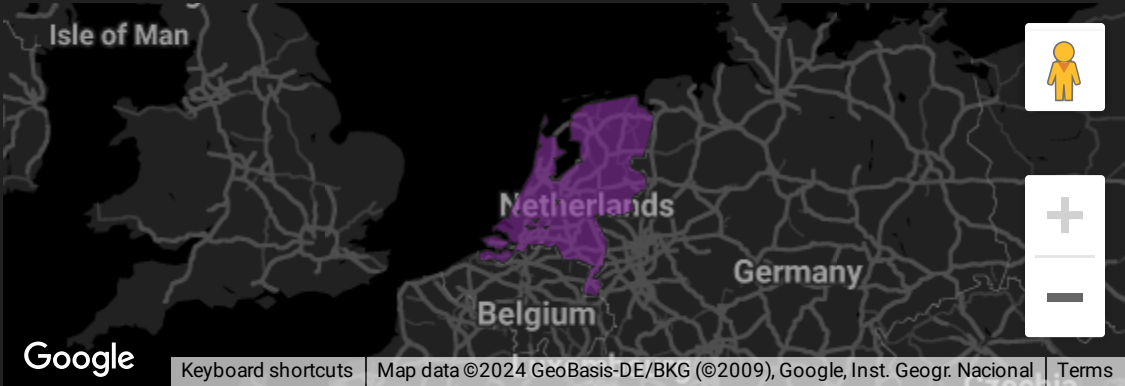 Isle of Man
Netherlands
Germany
Belgium
Google
Keyboard shortcuts
Map data ©2024 GeoBasis-DE/BKG (©2009), Google, Inst. Geogr. Nacional
Terms